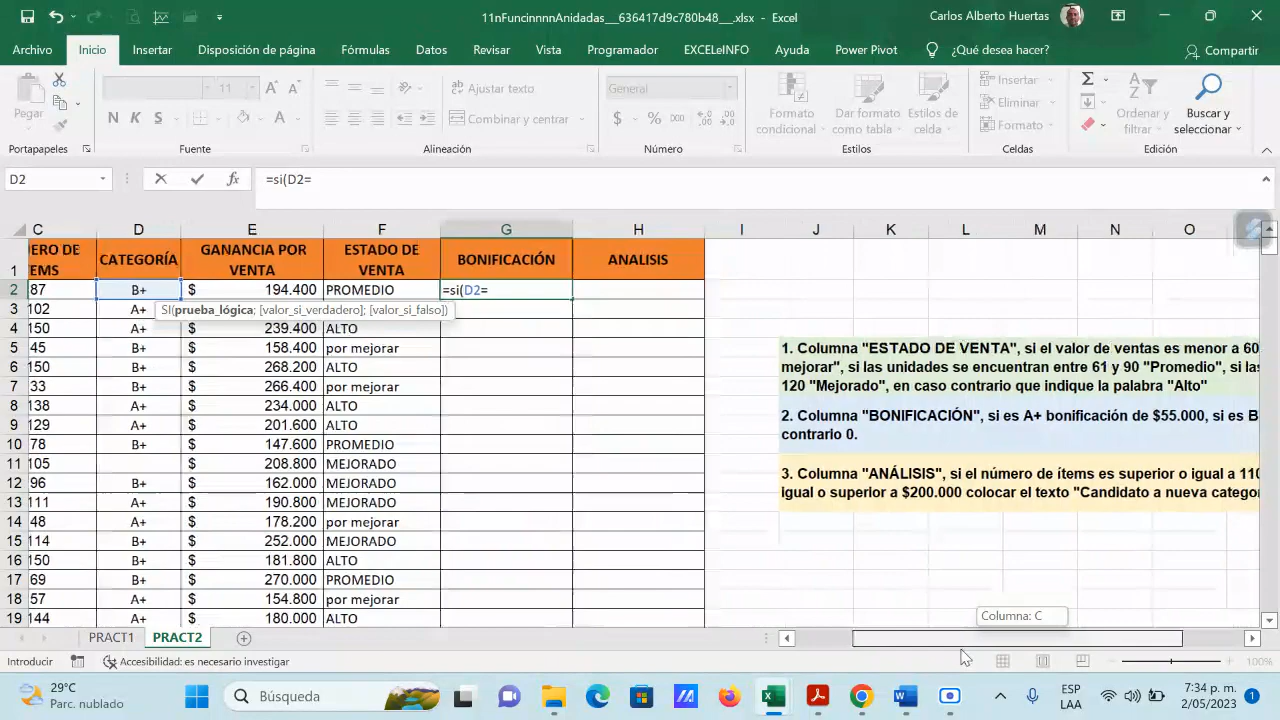 11nFuncinnnnAnidadas__636417d9c780b48__.xlsx - Excel
Carlos Alberto Huertas
Archivo Inicio Insertar Disposición de página Fórmulas Datos Revisar Vista Programador EXCELeINFO Ayuda Power Pivot ¿Qué desea hacer? Compartir
Pegar
Portapapeles
11
N K S
Fuente
Ajustar texto
Combinar y centrar
Alineación
General
$ % 000
Número
Formato condicional
Dar formato como tabla
Estilos de celda
Estilos
Insertar
Eliminar
Formato
Celdas
Ordenar y filtrar
Buscar y seleccionar
Edición
D2 fx =si(D2=
C D E F G H I J K L M N O
1 ERO DE EMS CATEGORÍA GANANCIA POR VENTA ESTADO DE VENTA BONIFICACIÓN ANALISIS
2 87 B+ $ 194.400 PROMEDIO =si(D2=
SI(prueba_lógica; [valor_si_verdadero]; [valor_si_falso])
3 102 A+
4 150 A+ $ 239.400 ALTO
5 45 B+ $ 158.400 por mejorar
6 150 B+ $ 268.200 ALTO
7 33 B+ $ 266.400 por mejorar
8 138 A+ $ 234.000 ALTO
9 129 A+ $ 201.600 ALTO
10 78 B+ $ 147.600 PROMEDIO
11 105 $ 208.800 MEJORADO
12 96 B+ $ 162.000 MEJORADO
13 111 A+ $ 190.800 MEJORADO
14 48 A+ $ 178.200 por mejorar
15 114 B+ $ 252.000 MEJORADO
16 150 B+ $ 181.800 ALTO
17 69 B+ $ 270.000 PROMEDIO
18 57 A+ $ 154.800 por mejorar
19 144 A+ $ 180.000 ALTO
1. Columna "ESTADO DE VENTA", si el valor de ventas es menor a 60
mejorar", si las unidades se encuentran entre 61 y 90 "Promedio", si las
120 "Mejorado", en caso contrario que indique la palabra "Alto"
2. Columna "BONIFICACIÓN", si es A+ bonificación de $55.000, si es B
contrario 0.
3. Columna "ANÁLISIS", si el número de ítems es superior o igual a 110
igual o superior a $200.000 colocar el texto "Candidato a nueva catego
Columna: C
PRACT1 PRACT2
Introducir Accesibilidad: es necesario investigar 100%
29°C
Parc. nublado
Búsqueda
ESP
LAA
7:34 p. m.
2/05/2023